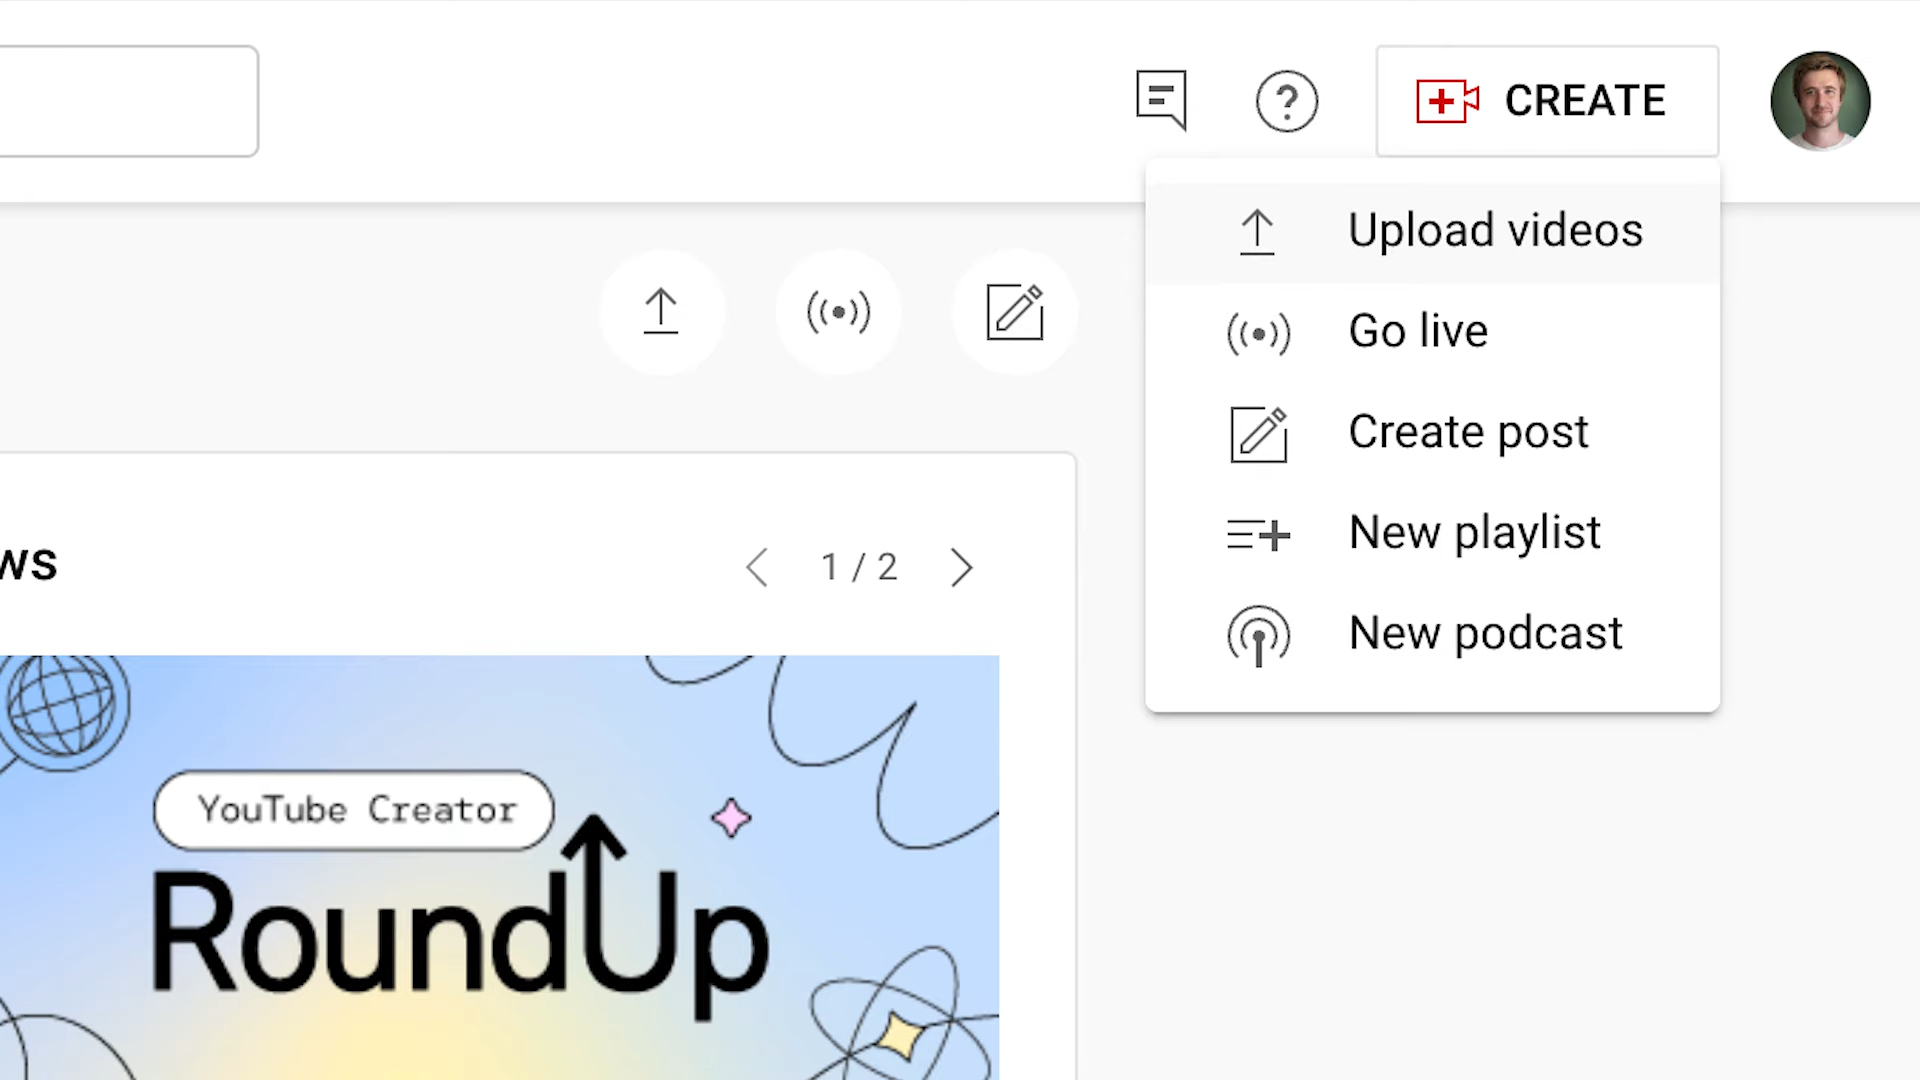 CREATE
Upload videos
Go live
Create post
New playlist
New podcast
ws
1 / 2
YouTube Creator
RoundUp